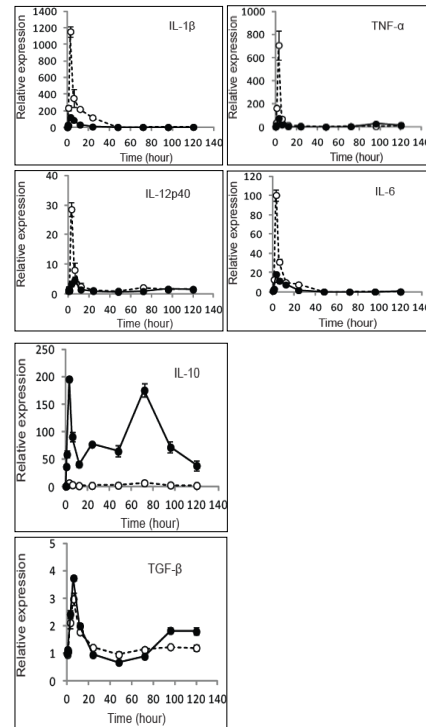 IL-1β
Relative expression
1400
1200
1000
800
600
400
200
0
0 20 40 60 80 100 120 140
Time (hour)
TNF-α
Relative expression
1000
800
600
400
200
0
0 20 40 60 80 100 120 140
Time (hour)
IL-12p40
Relative expression
40
30
20
10
0
0 20 40 60 80 100 120 140
Time (hour)
IL-6
Relative expression
120
100
80
60
40
20
0
0 20 40 60 80 100 120 140
Time (hour)
IL-10
Relative expression
250
200
150
100
50
0
0 20 40 60 80 100 120 140
Time (hour)
TGF-β
Relative expression
5
4
3
2
1
0
0 20 40 60 80 100 120 140
Time (hour)